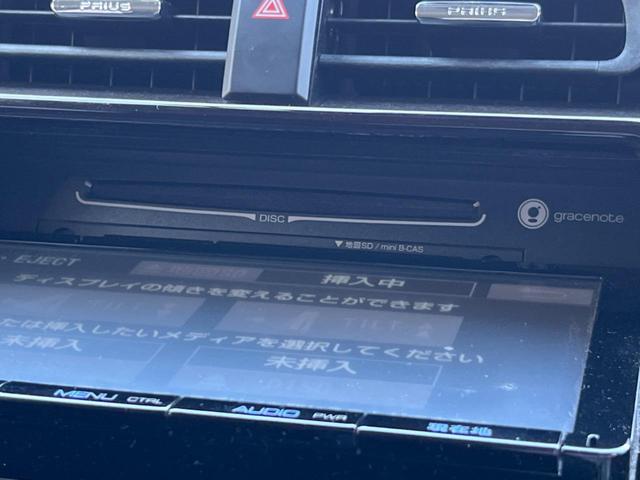 PRIUS
PRIUS
DISC
gracenote
▼地図SD / mini B-CAS
・EJECT
挿入中
ディスプレイの傾きを変えることができます
TILT
たは挿入したいメディアを選択してください
未挿入
未挿入
MENU CTRL
AUDIO PWR
現在地